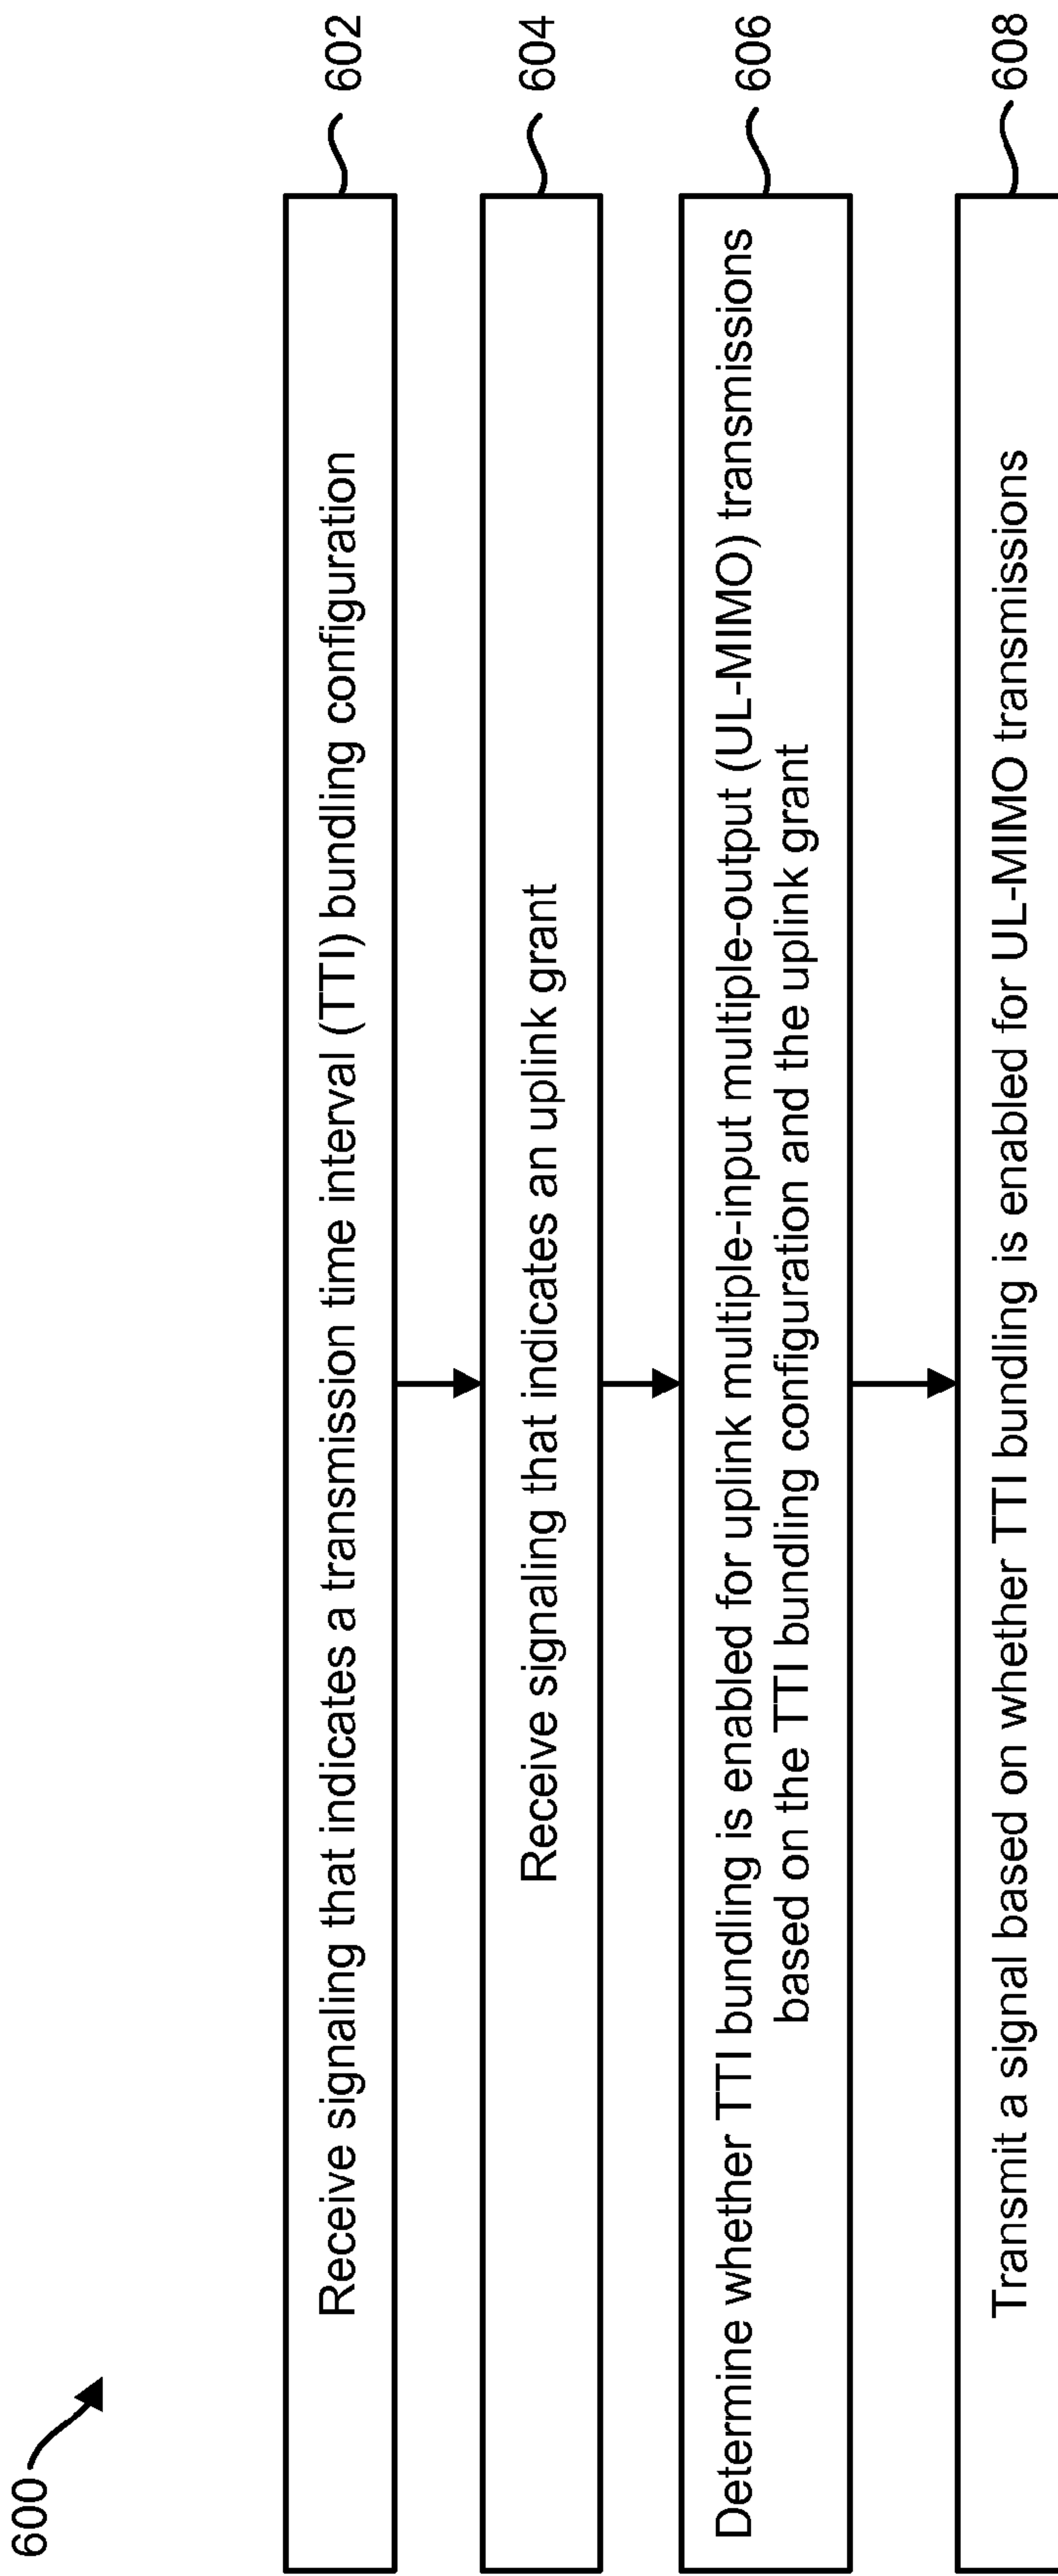 600
Receive signaling that indicates a transmission time interval (TTI) bundling configuration
602
Receive signaling that indicates an uplink grant
604
Determine whether TTI bundling is enabled for uplink multiple-input multiple-output (UL-MIMO) transmissions
based on the TTI bundling configuration and the uplink grant
606
Transmit a signal based on whether TTI bundling is enabled for UL-MIMO transmissions
608